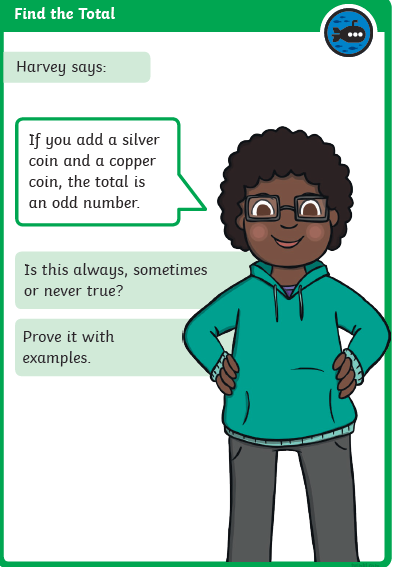 Find the Total
Harvey says:
If you add a silver
coin and a copper
coin, the total is
an odd number.
Is this always, sometimes
or never true?
Prove it with
examples.